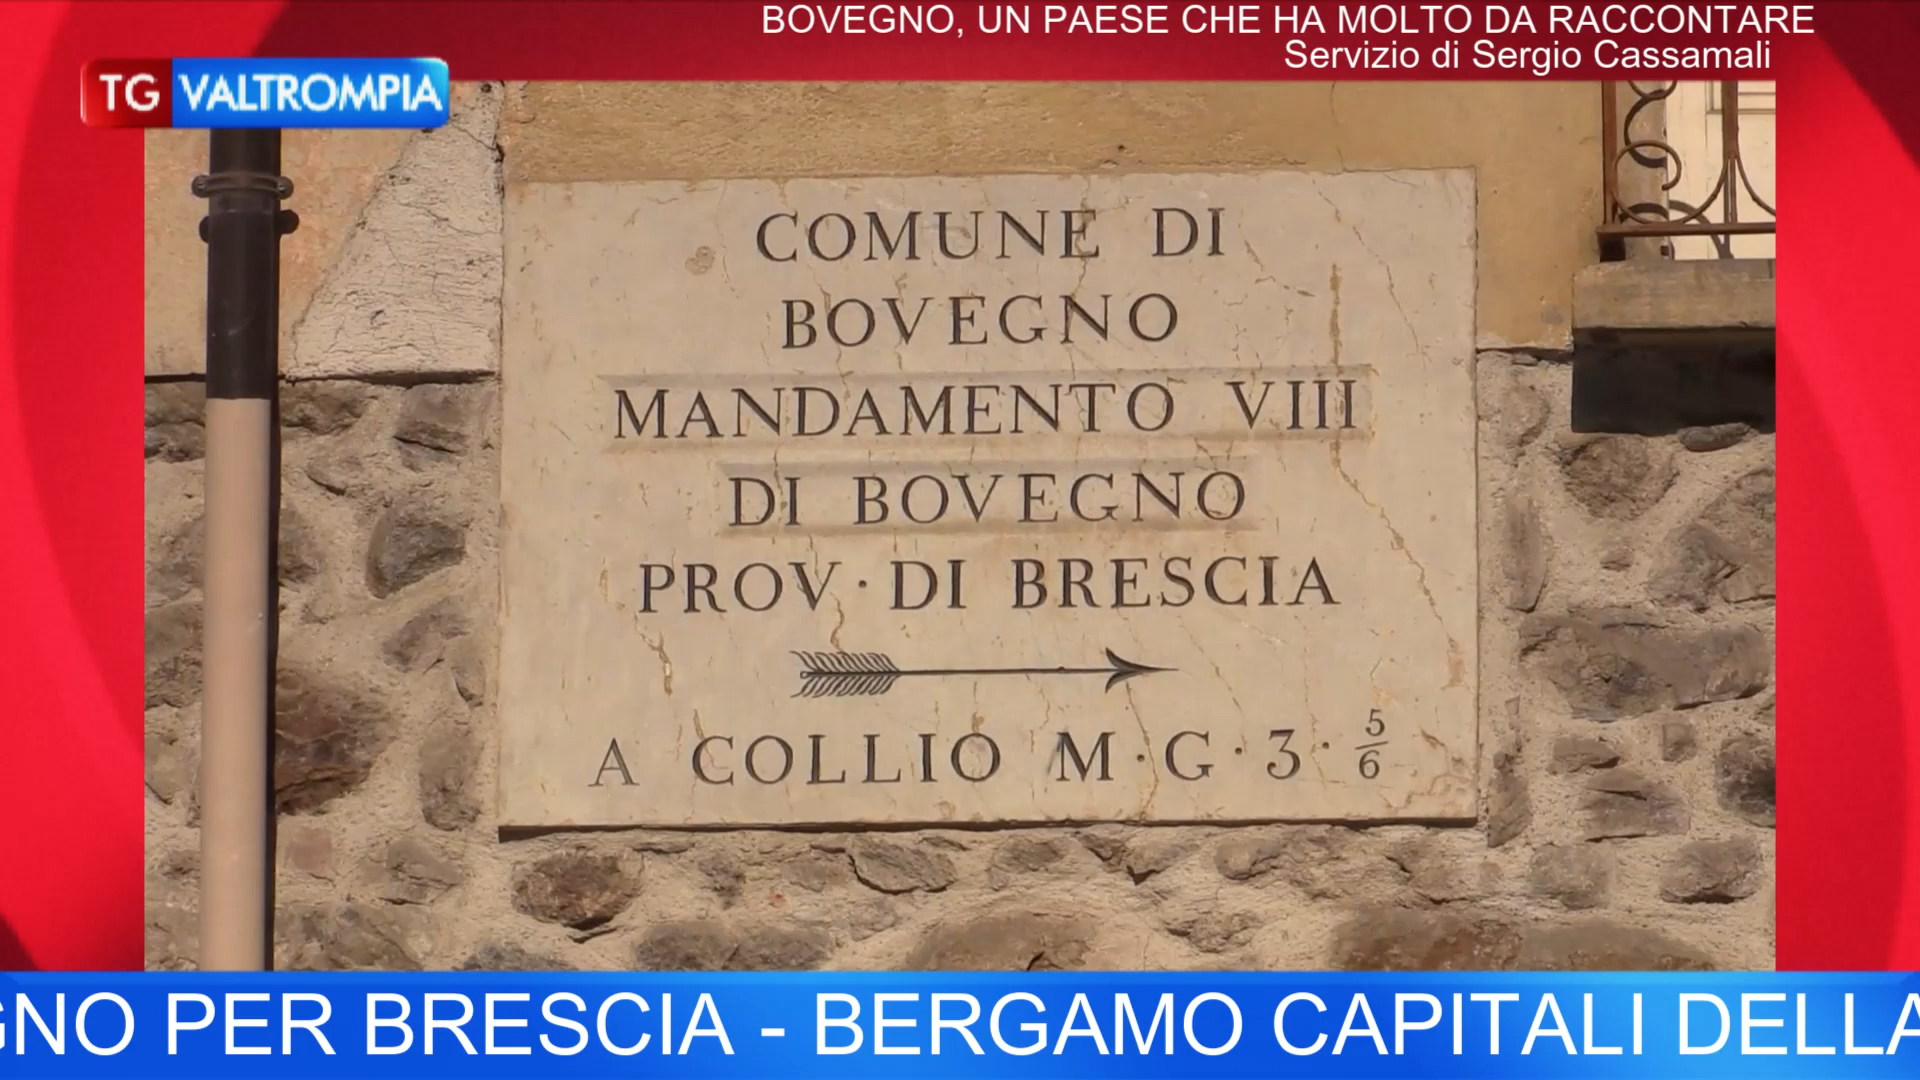 BOVEGNO, UN PAESE CHE HA MOLTO DA RACCONTARE
Servizio di Sergio Cassamali
TG VALTROMPIA
COMUNE DI
BOVEGNO
MANDAMENTO VIII
DI BOVEGNO
PROV · DI BRESCIA
A COLLIO M · G · 3 · 5/6
GNO PER BRESCIA - BERGAMO CAPITALI DELLA